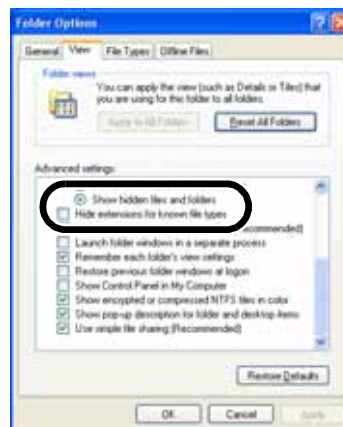 Folder Options
General View File Types Offline Files
Folder views
You can apply the view (such as Details or Tiles) that
you are using for this folder to all folders.
Apply to All Folders Reset All Folders
Advanced settings:
Show hidden files and folders
Hide extensions for known file types
commended)
Launch folder windows in a separate process
Remember each folder's view settings
Restore previous folder windows at logon
Show Control Panel in My Computer
Show encrypted or compressed NTFS files in color
Show pop-up description for folder and desktop items
Use simple file sharing (Recommended)
Restore Defaults
OK Cancel Apply